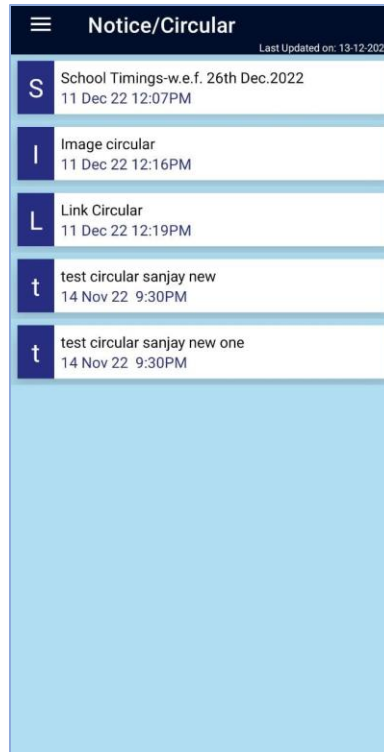 Notice/Circular
Last Updated on: 13-12-202
S
School Timings-w.e.f. 26th Dec.2022
11 Dec 22 12:07PM
I
Image circular
11 Dec 22 12:16PM
L
Link Circular
11 Dec 22 12:19PM
t
test circular sanjay new
14 Nov 22 9:30PM
t
test circular sanjay new one
14 Nov 22 9:30PM